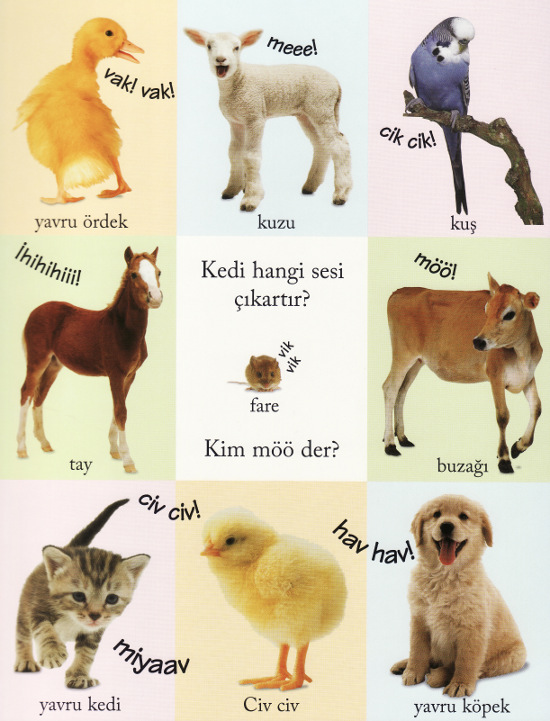 vak! vak!
yavru ördek
meee!
kuzu
cik cik!
kuş
ihihihiii!
tay
Kedi hangi sesi
çıkartır?
vik
vik
fare
Kim möö der?
möö!
buzağı
miyaav
yavru kedi
civ civ!
Civ civ
hav hav!
yavru köpek